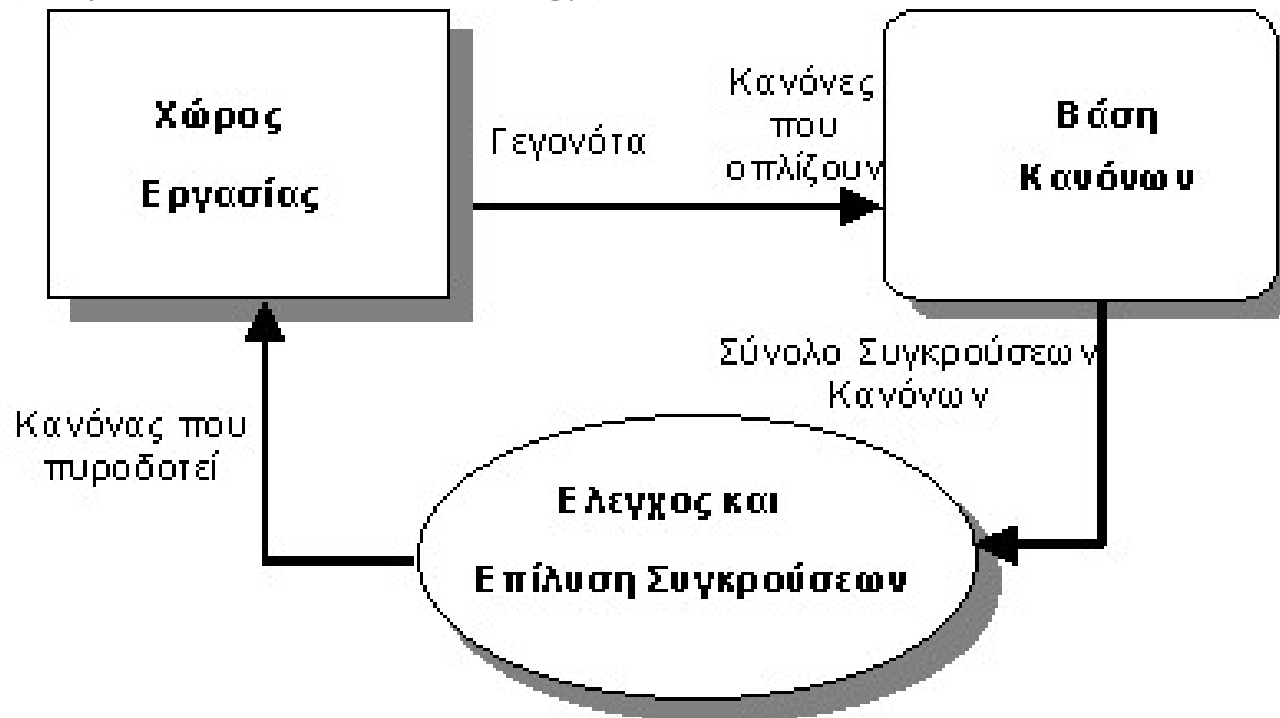 Χώρος
Εργασίας
Γεγονότα
Κανόνες
που
οπλίζουν
Βάση
Κανόνων
Σύνολο Συγκρούσεων
Κανόνων
Κανόνας που
πυροδοτεί
Ελεγχος και
Επίλυση Συγκρούσεων